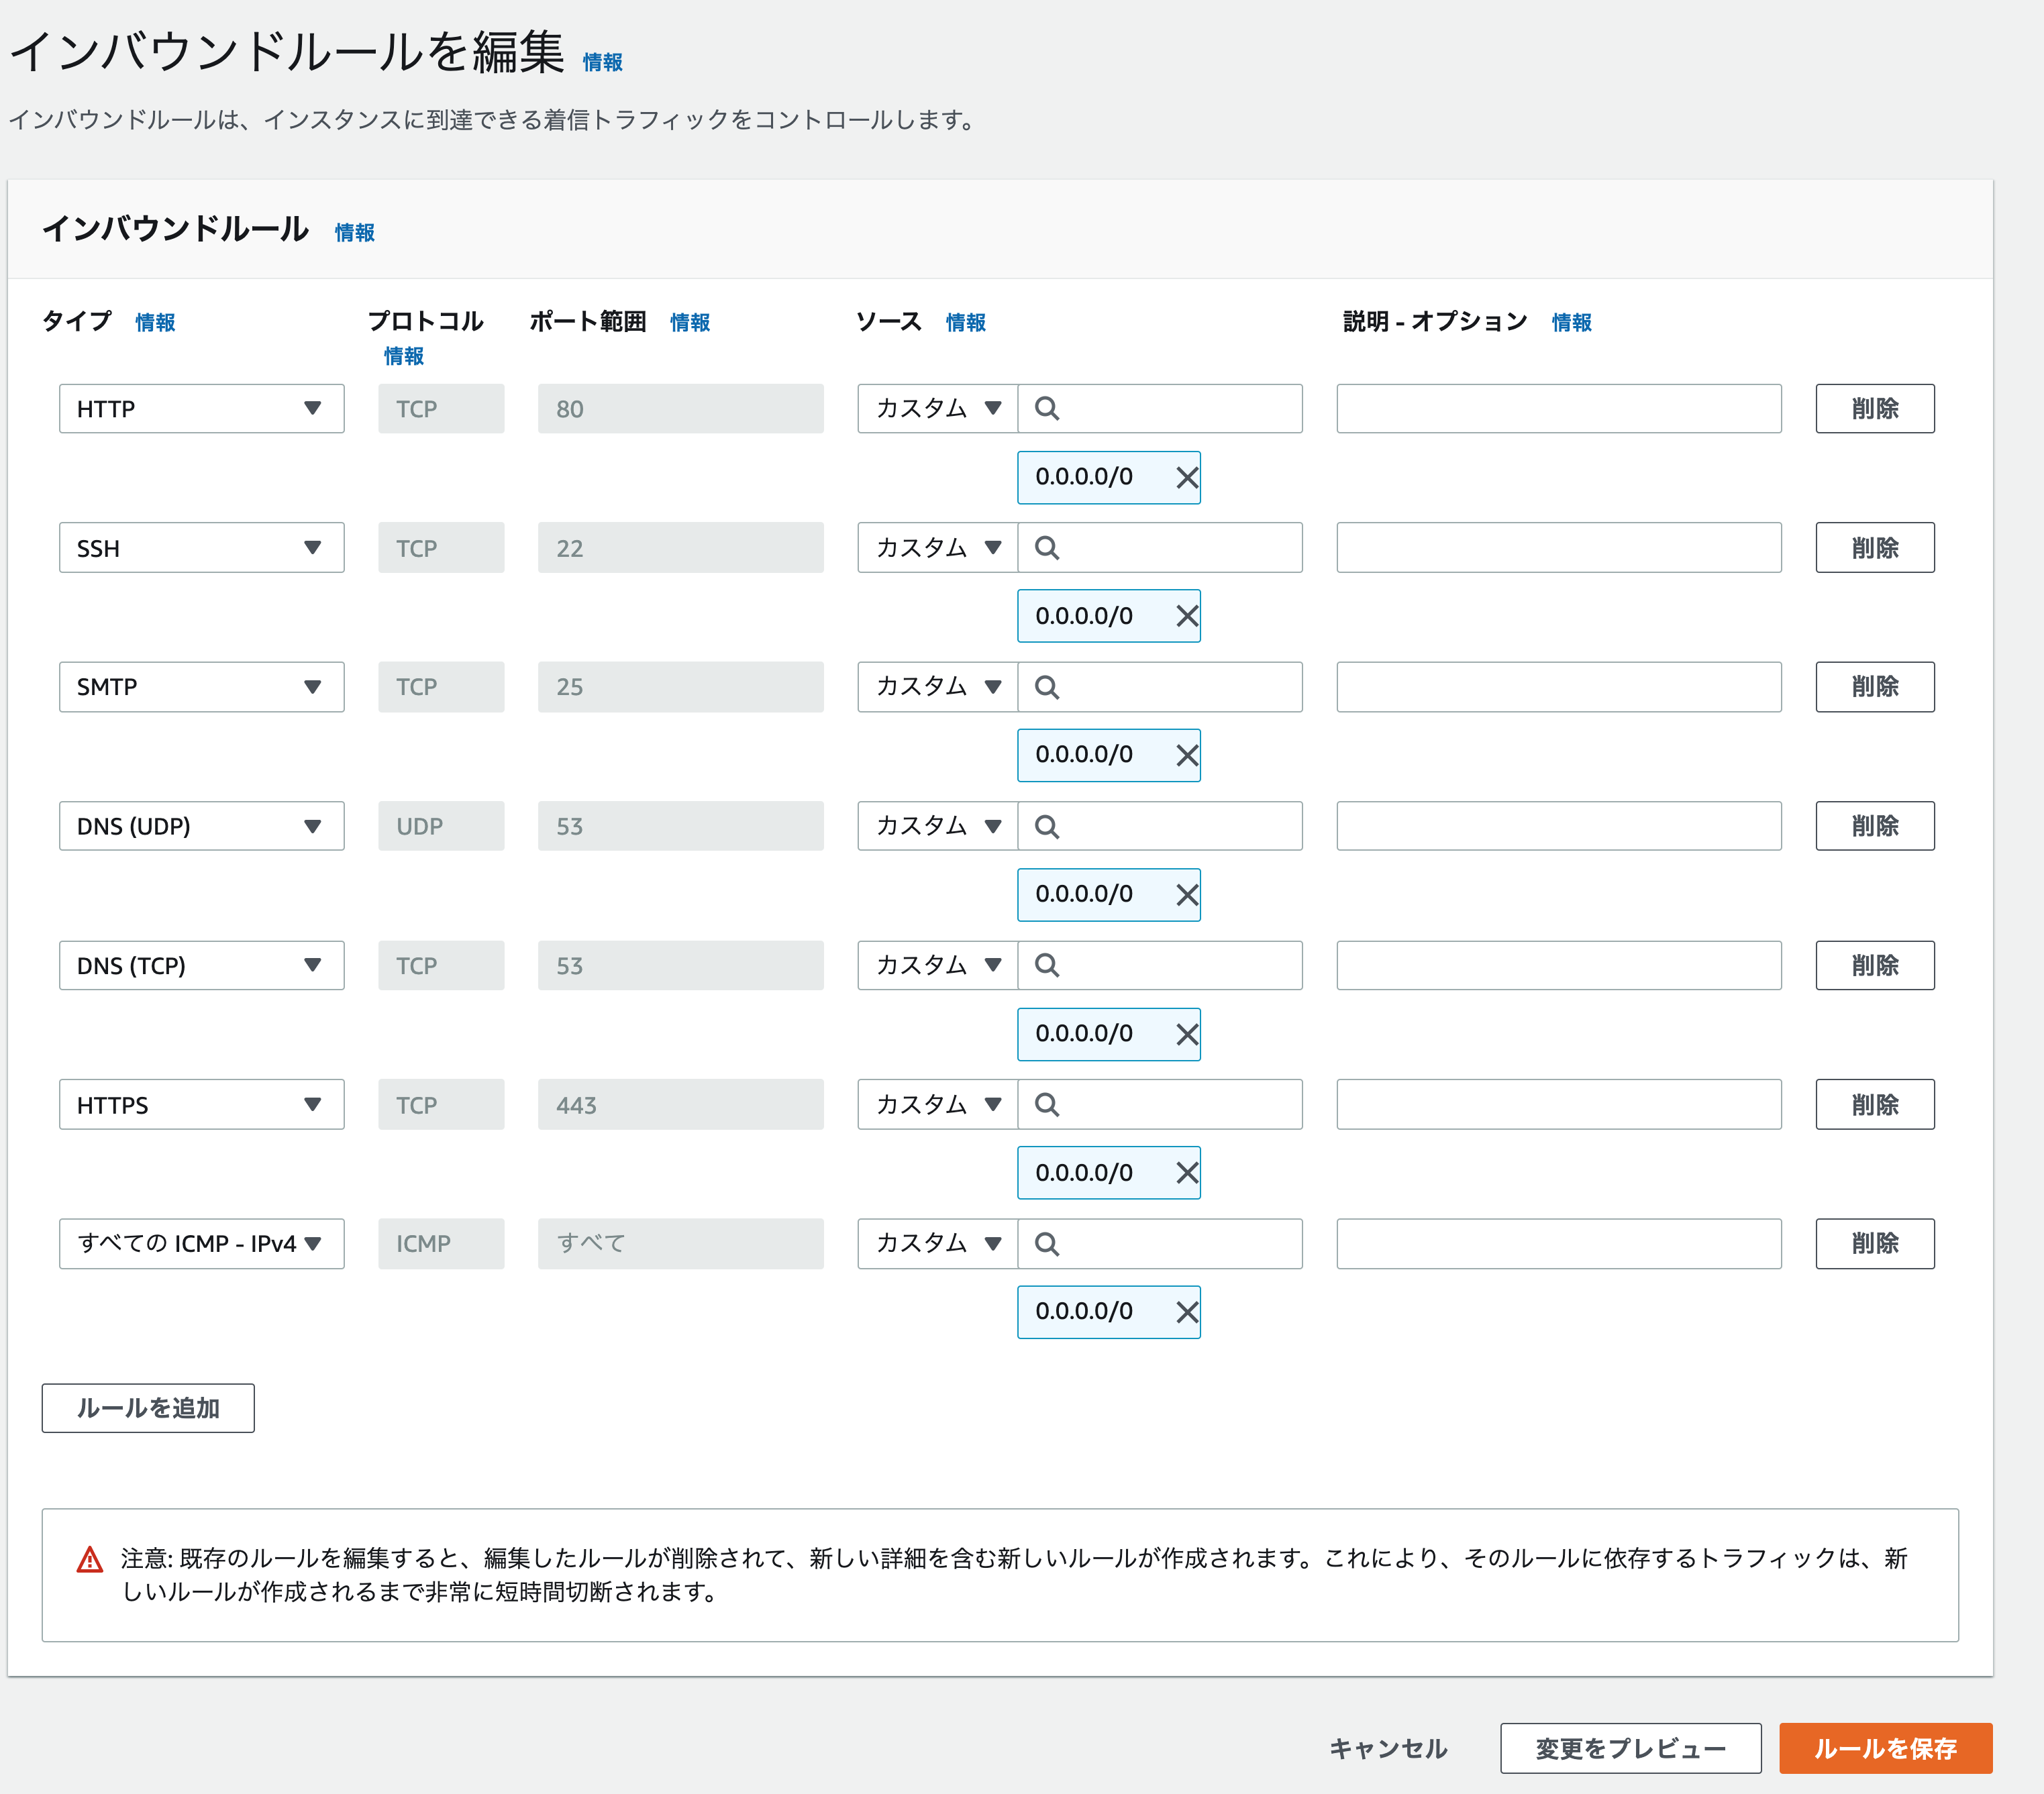 インバウンドルールを編集 情報
インバウンドルールは、インスタンスに到達できる着信トラフィックをコントロールします。
インバウンドルール 情報
タイプ 情報 プロトコル 情報 ポート範囲 情報 ソース 情報 説明 - オプション 情報
HTTP TCP 80 カスタム 削除
0.0.0.0/0
SSH TCP 22 カスタム 削除
0.0.0.0/0
SMTP TCP 25 カスタム 削除
0.0.0.0/0
DNS (UDP) UDP 53 カスタム 削除
0.0.0.0/0
DNS (TCP) TCP 53 カスタム 削除
0.0.0.0/0
HTTPS TCP 443 カスタム 削除
0.0.0.0/0
すべての ICMP - IPv4 ICMP すべて カスタム 削除
0.0.0.0/0
ルールを追加
注意: 既存のルールを編集すると、編集したルールが削除されて、新しい詳細を含む新しいルールが作成されます。これにより、そのルールに依存するトラフィックは、新
しいルールが作成されるまで非常に短時間切断されます。
キャンセル 変更をプレビュー ルールを保存